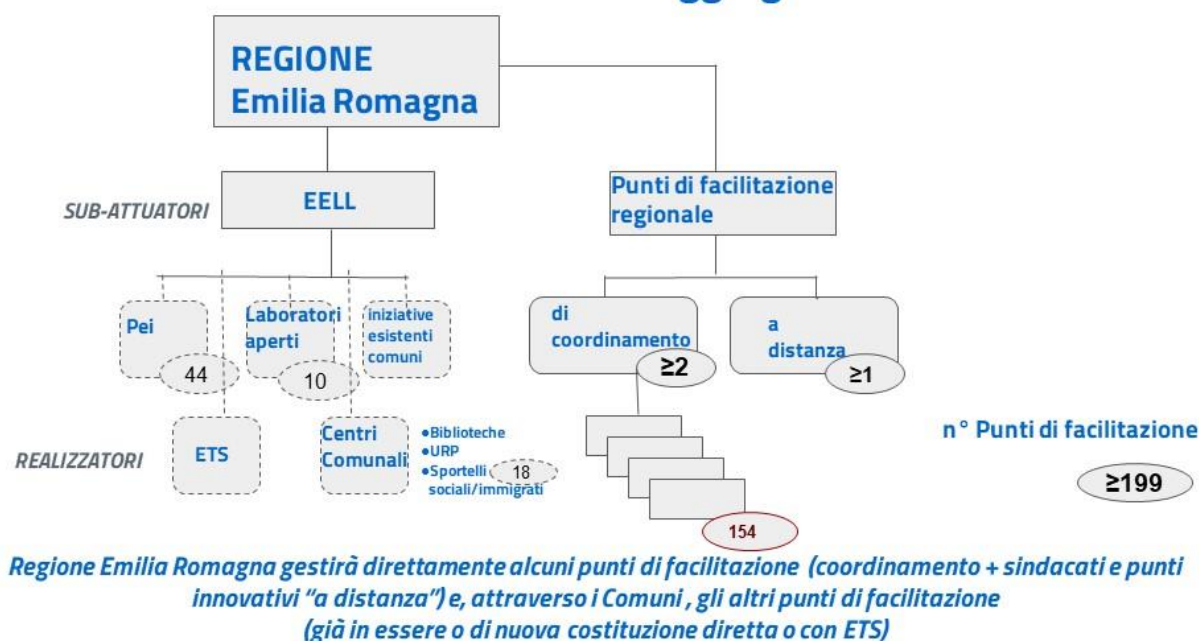 REGIONE
Emilia Romagna
SUB-ATTUATORI
EELL
Punti di facilitazione
regionale
Pei
44
Laboratori
aperti
10
iniziative
esistenti
comuni
di
coordinamento
≥2
a
distanza
≥1
REALIZZATORI
ETS
Centri
Comunali
•Biblioteche
•URP
•Sportelli
sociali/immigrati
18
154
n° Punti di facilitazione
≥199
Regione Emilia Romagna gestirà direttamente alcuni punti di facilitazione (coordinamento + sindacati e punti
innovativi "a distanza") e, attraverso i Comuni , gli altri punti di facilitazione
(già in essere o di nuova costituzione diretta o con ETS)